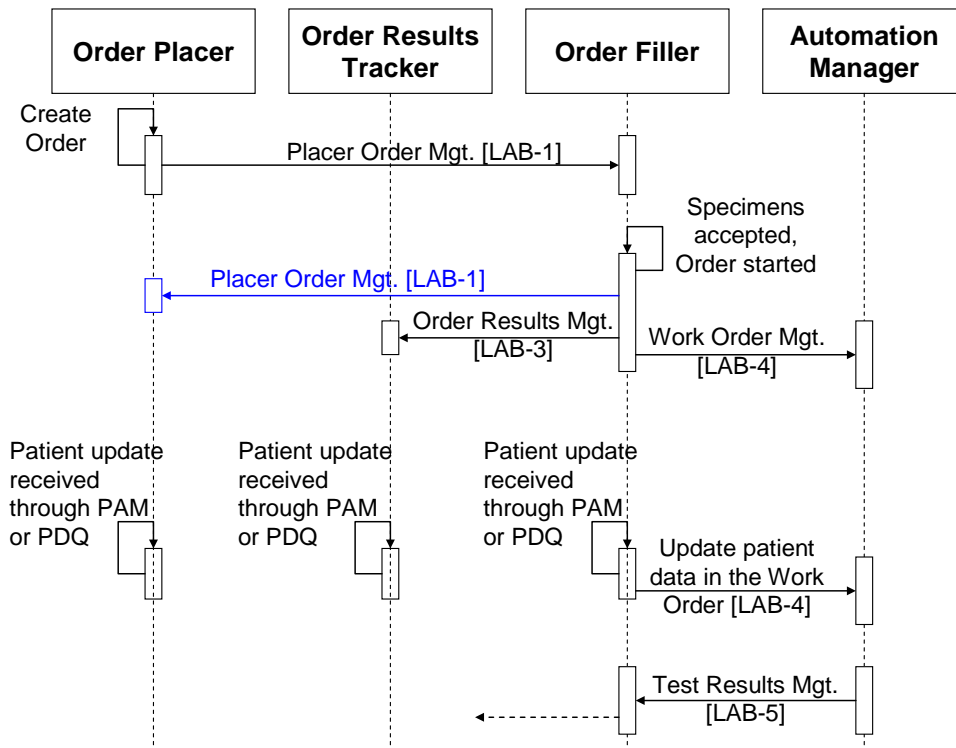 Order Placer
Order Results
Tracker
Order Filler
Automation
Manager
Create
Order
Placer Order Mgt. [LAB-1]
Specimens
accepted,
Order started
Placer Order Mgt. [LAB-1]
Order Results Mgt.
[LAB-3]
Work Order Mgt.
[LAB-4]
Patient update
received
through PAM
or PDQ
Patient update
received
through PAM
or PDQ
Patient update
received
through PAM
or PDQ
Update patient
data in the Work
Order [LAB-4]
Test Results Mgt.
[LAB-5]